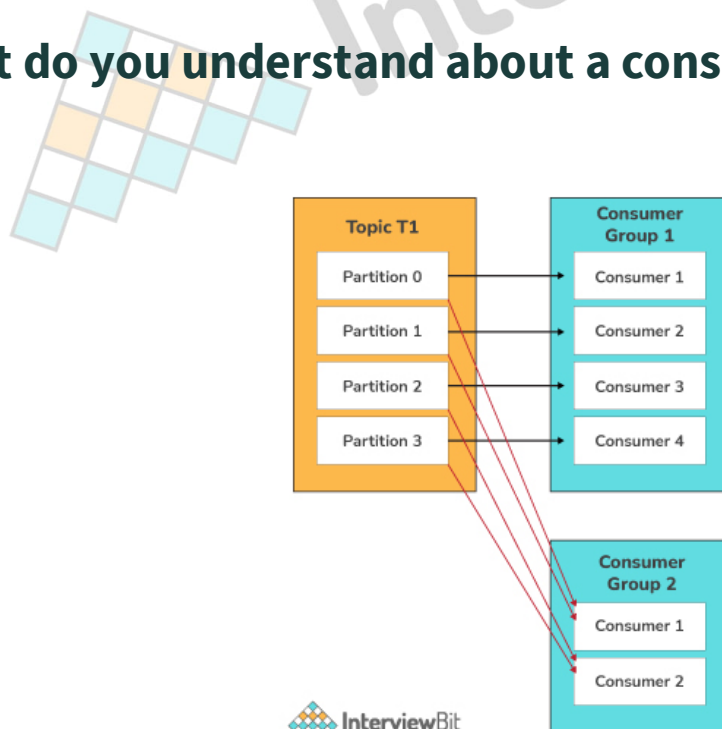 Inte
t do you understand about a cons
Topic T1
Partition 0
Partition 1
Partition 2
Partition 3
Consumer
Group 1
Consumer 1
Consumer 2
Consumer 3
Consumer 4
Consumer
Group 2
Consumer 1
Consumer 2
InterviewBit